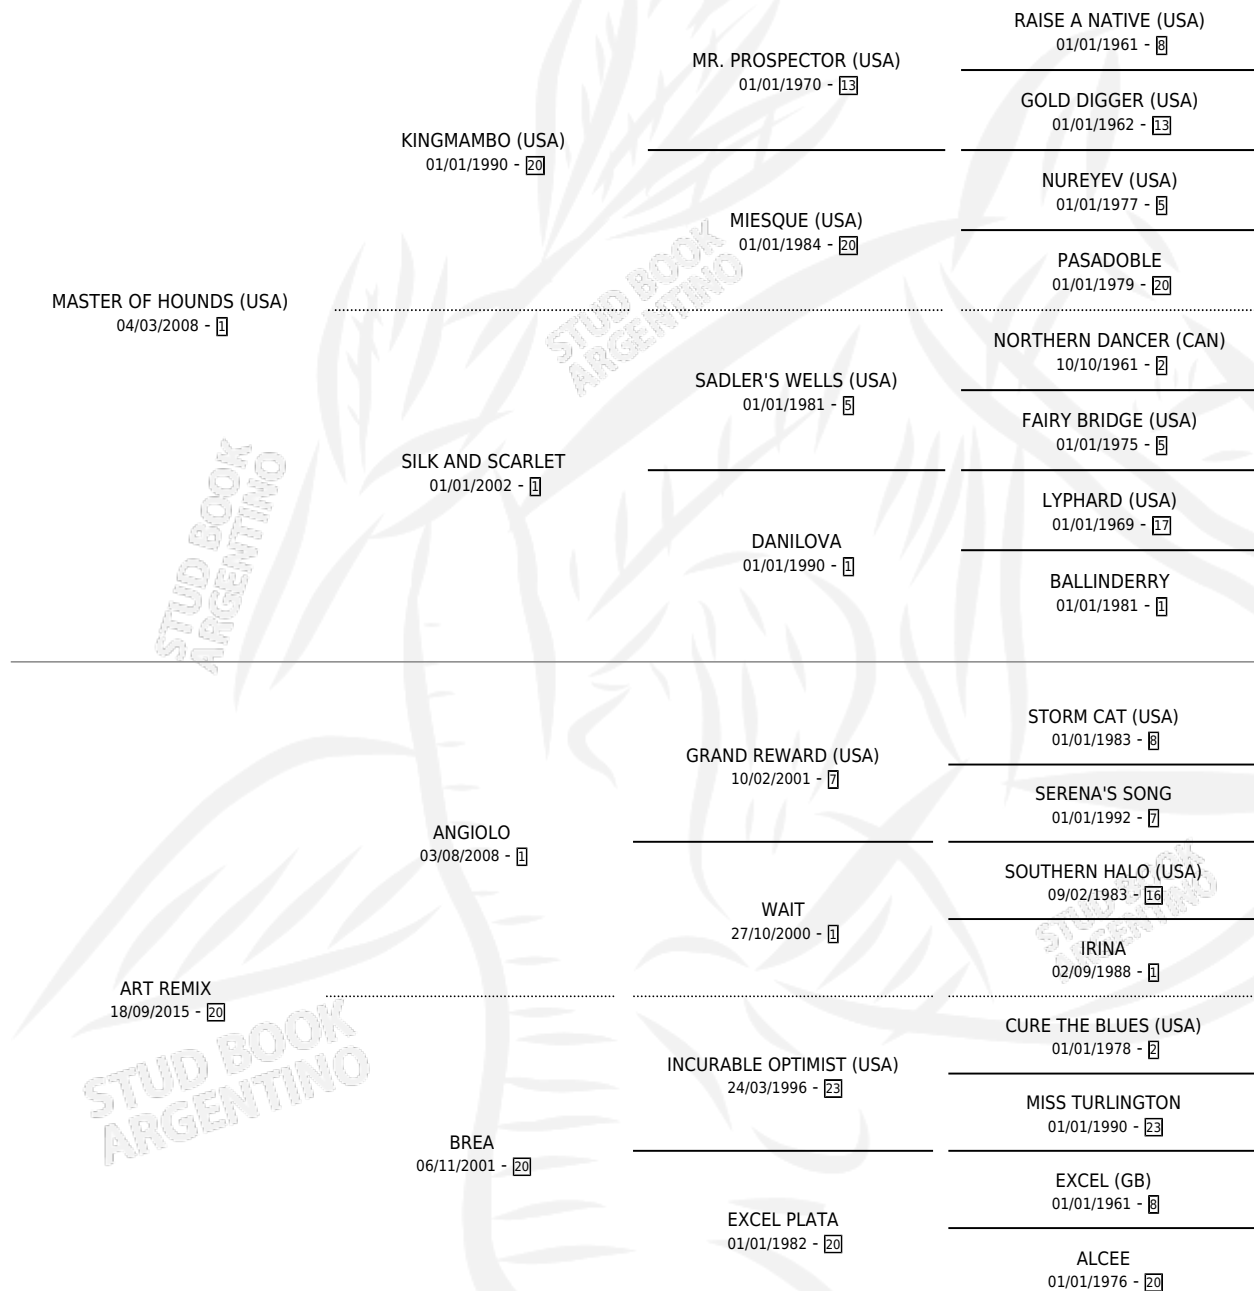 RAISE A NATIVE (USA)
01/01/1961 - 8
MR. PROSPECTOR (USA)
01/01/1970 - 13
GOLD DIGGER (USA)
01/01/1962 - 13
KINGMAMBO (USA)
01/01/1990 - 20
NUREYEV (USA)
01/01/1977 - 5
MIESQUE (USA)
01/01/1984 - 20
PASADOBLE
01/01/1979 - 20
MASTER OF HOUNDS (USA)
04/03/2008 - 1
NORTHERN DANCER (CAN)
10/10/1961 - 2
SADLER'S WELLS (USA)
01/01/1981 - 5
FAIRY BRIDGE (USA)
01/01/1975 - 5
SILK AND SCARLET
01/01/2002 - 1
LYPHARD (USA)
01/01/1969 - 17
DANILOVA
01/01/1990 - 1
BALLINDERRY
01/01/1981 - 1
STUD BOOK
ARGENTINO
STUD BOOK
ARGENTINO
STORM CAT (USA)
01/01/1983 - 8
GRAND REWARD (USA)
10/02/2001 - 7
SERENA'S SONG
01/01/1992 - 7
ANGIOLO
03/08/2008 - 1
SOUTHERN HALO (USA)
09/02/1983 - 16
WAIT
27/10/2000 - 1
IRINA
02/09/1988 - 1
ART REMIX
18/09/2015 - 20
CURE THE BLUES (USA)
01/01/1978 - 2
INCURABLE OPTIMIST (USA)
24/03/1996 - 23
MISS TURLINGTON
01/01/1990 - 23
BREA
06/11/2001 - 20
EXCEL (GB)
01/01/1961 - 8
EXCEL PLATA
01/01/1982 - 20
ALCEE
01/01/1976 - 20
STUD BOOK
ARGENTINO
STUD BOOK
ARGENTINO